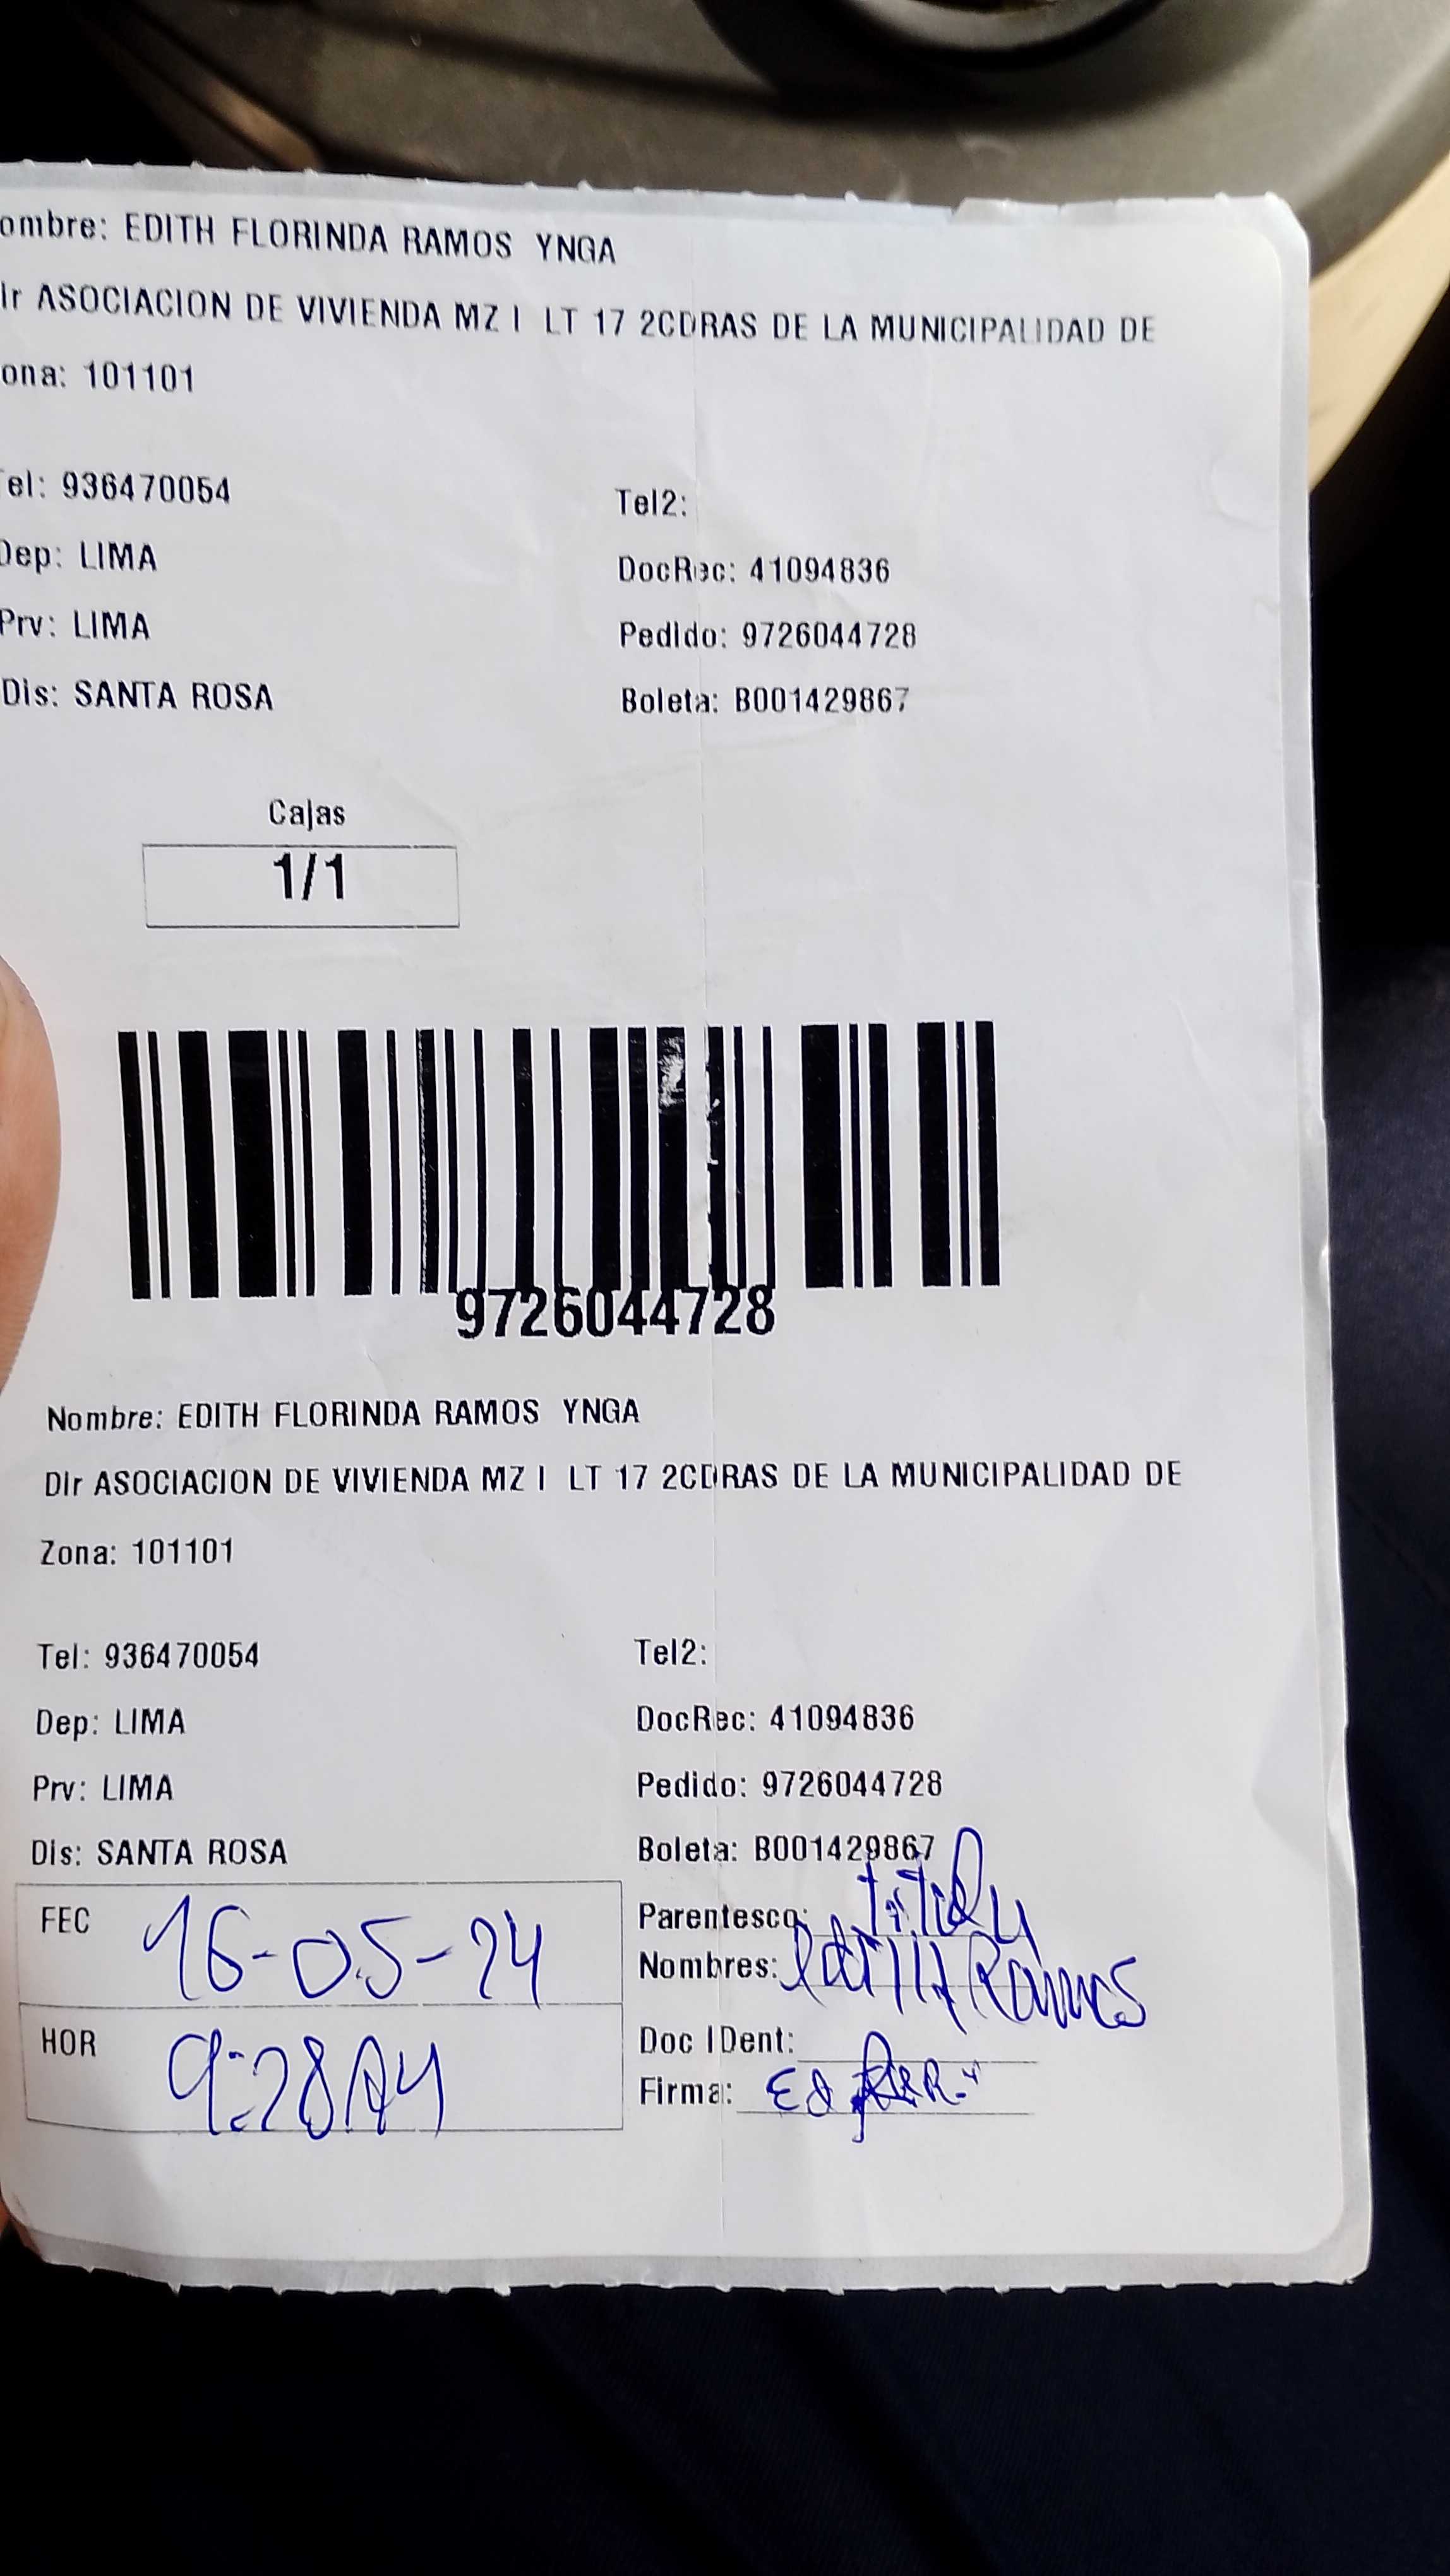 ombre: EDITH FLORINDA RAMOS YNGA
Ir ASOCIACION DE VIVIENDA MZ I LT 17 2CDRAS DE LA MUNICIPALIDAD DE
ona: 101101
Tel: 936470054 Tel2:
Dep: LIMA DocRec: 41094836
Prv: LIMA Pedido: 9726044728
Dis: SANTA ROSA Boleta: B001429867
Cajas
1/1
9726044728
Nombre: EDITH FLORINDA RAMOS YNGA
Dir ASOCIACION DE VIVIENDA MZ I LT 17 2CDRAS DE LA MUNICIPALIDAD DE
Zona: 101101
Tel: 936470054 Tel2:
Dep: LIMA DocRec: 41094836
Prv: LIMA Pedido: 9726044728
Dis: SANTA ROSA Boleta: B001429867
FEC 16-05-24 Parentesco:
Nombres: Ramos
HOR 9:28AM Doc IDent:
Firma: